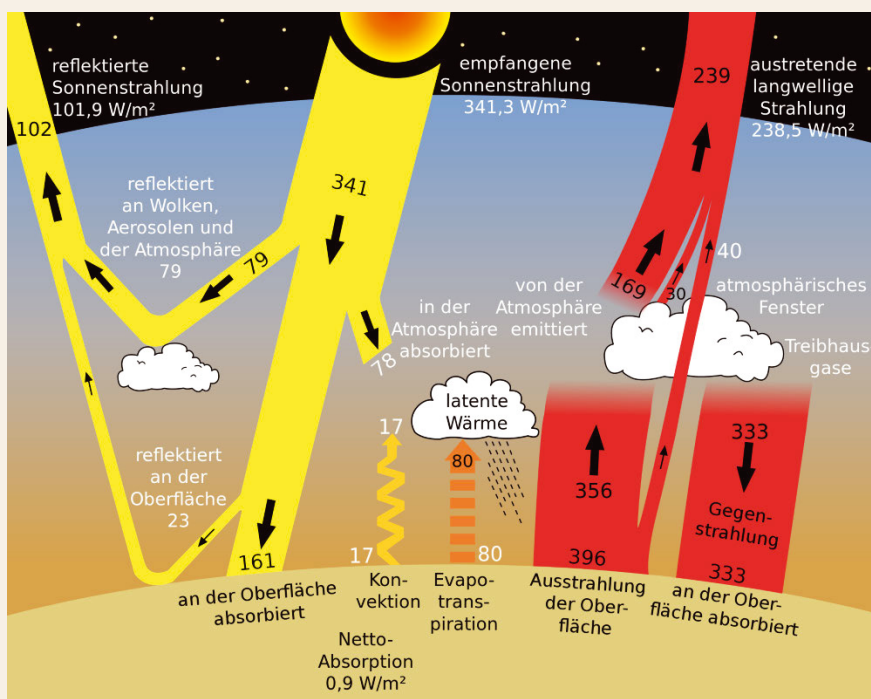 reflektierte
Sonnenstrahlung
101,9 W/m²
102
empfangene
Sonnenstrahlung
341,3 W/m²
239
austretende
langwellige
Strahlung
238,5 W/m²
341
reflektiert
an Wolken,
Aerosolen und
der Atmosphäre
79
79
78
in der
Atmosphäre
absorbiert
von der
Atmosphäre
emittiert
169
30
40
atmosphärisches
Fenster
Treibhaus
gase
latente
Wärme
17
80
reflektiert
an der
Oberfläche
23
161
an der Oberfläche
absorbiert
17
Kon-
vektion
80
Evapo-
trans-
piration
356
396
Ausstrahlung
der Ober-
fläche
333
Gegen-
strahlung
333
an der Ober-
fläche absorbiert
Netto-
Absorption
0,9 W/m²